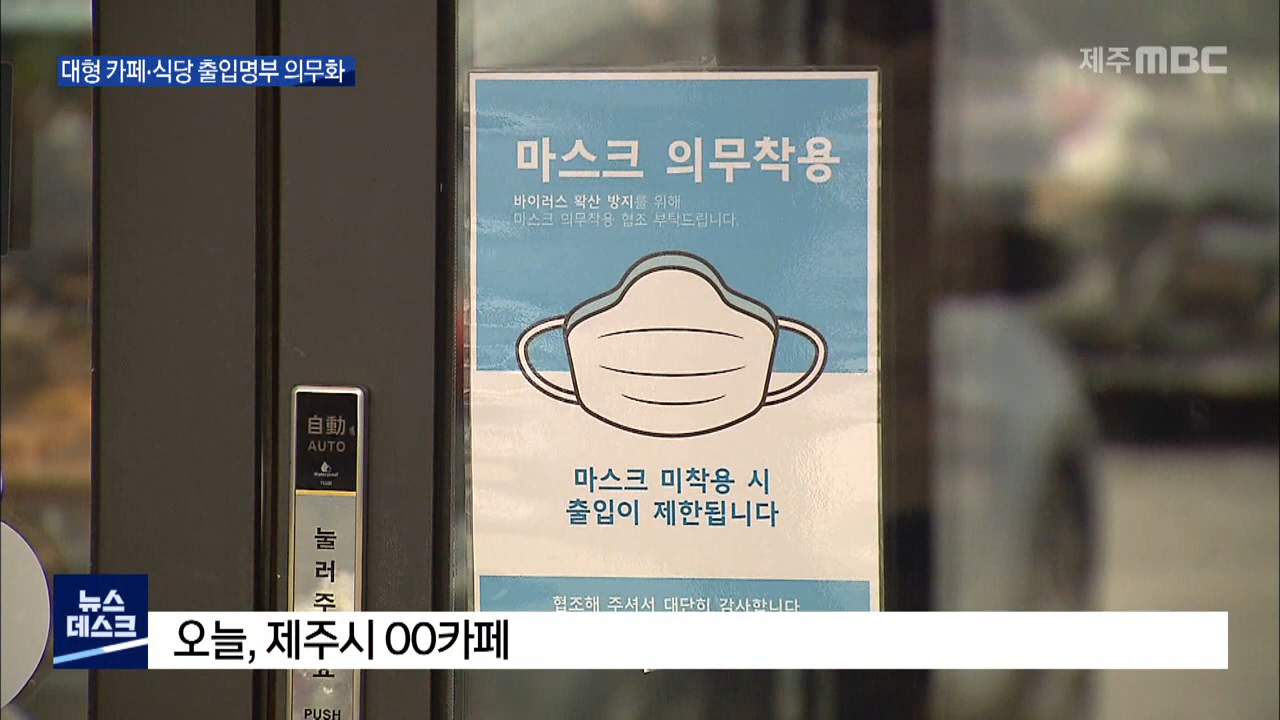 대형 카페·식당 출입명부 의무화
제주MBC
마스크 의무착용
바이러스 확산 방지를 위해
마스크 의무착용 협조 부탁드립니다.
마스크 미착용 시
출입이 제한됩니다
협조해 주셔서 대단히 감사합니다
自動
AUTO
눌
러
주
요
PUSH
뉴스
데스크
오늘, 제주시 OO카페